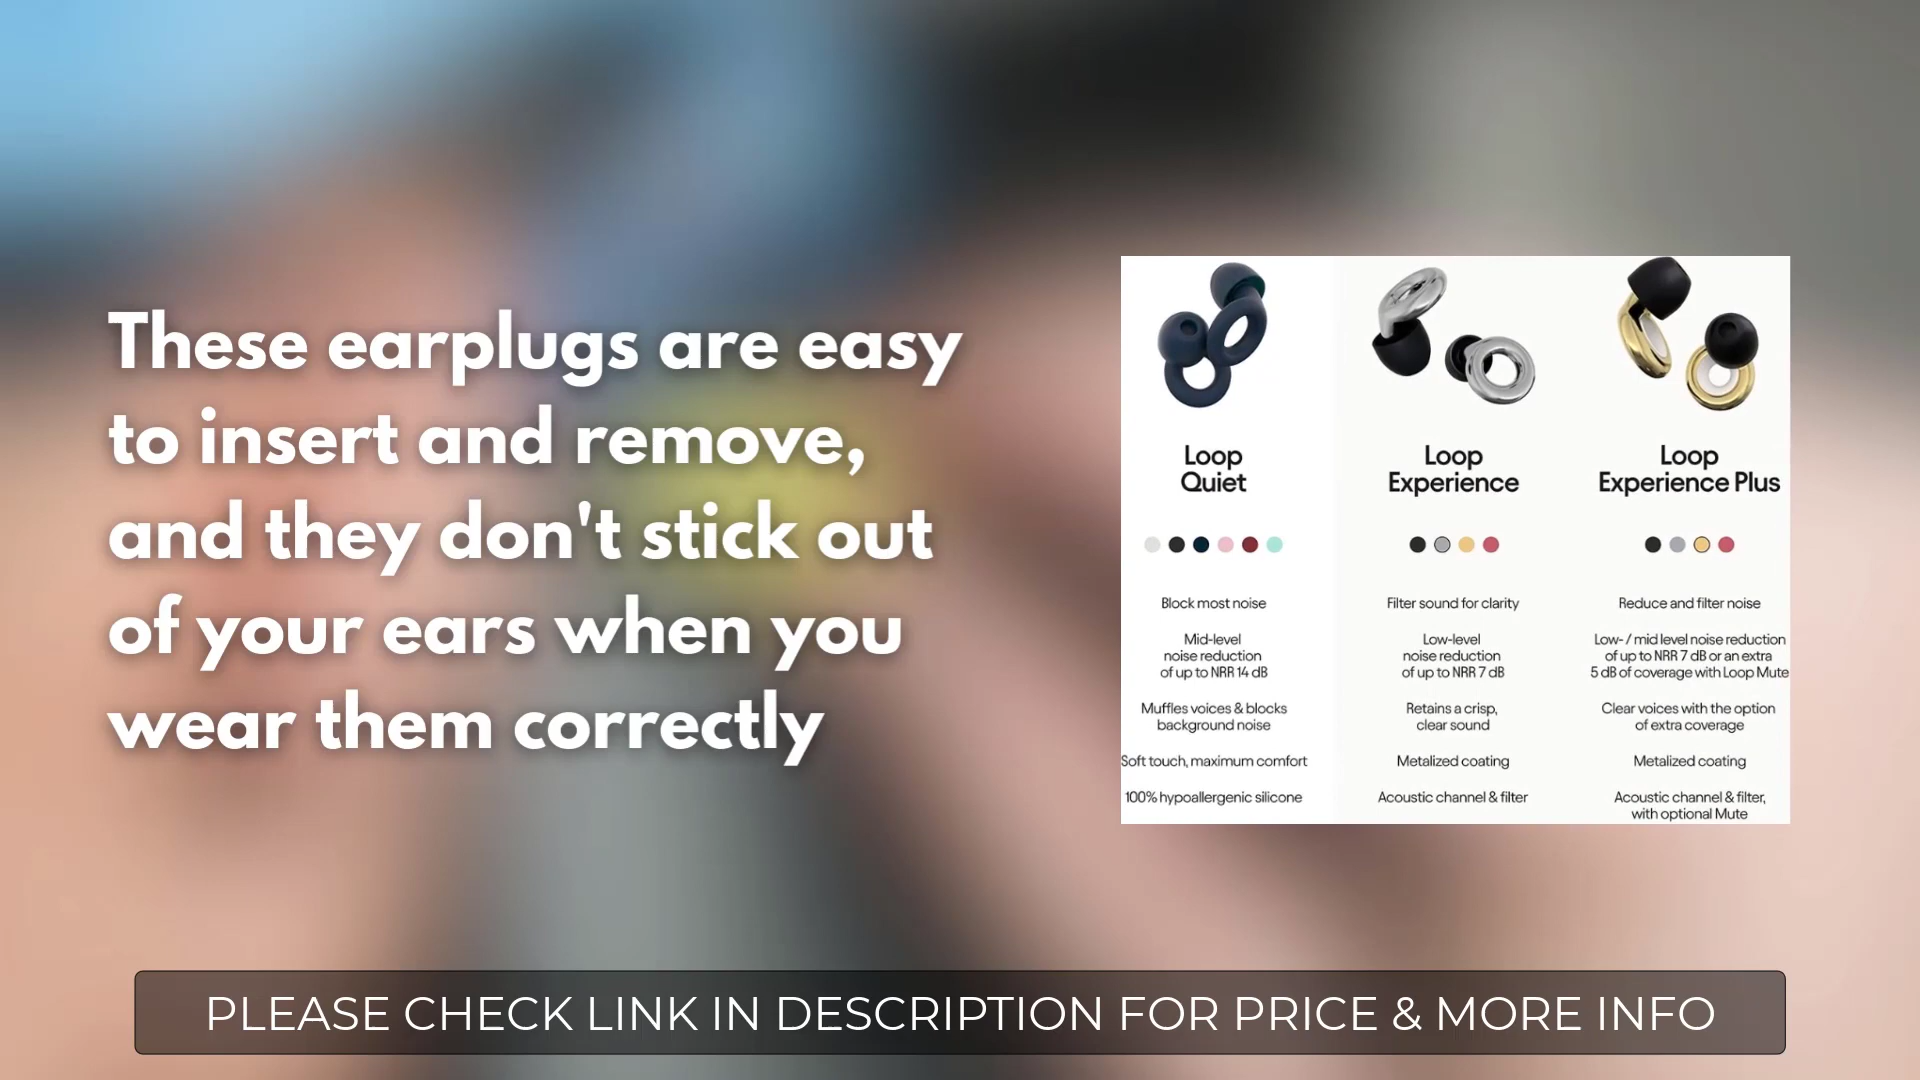 These earplugs are easy
to insert and remove,
and they don't stick out
of your ears when you
wear them correctly
Loop
Quiet
Block most noise
Mid-level
noise reduction
of up to NRR 14 dB
Muffles voices & blocks
background noise
Soft touch, maximum comfort
100% hypoallergenic silicone
Loop
Experience
Filter sound for clarity
Low-level
noise reduction
of up to NRR 7 dB
Retains a crisp,
clear sound
Metalized coating
Acoustic channel & filter
Loop
Experience Plus
Reduce and filter noise
Low- / mid level noise reduction
of up to NRR 7 dB or an extra
5 dB of coverage with Loop Mute
Clear voices with the option
of extra coverage
Metalized coating
Acoustic channel & filter,
with optional Mute
PLEASE CHECK LINK IN DESCRIPTION FOR PRICE & MORE INFO